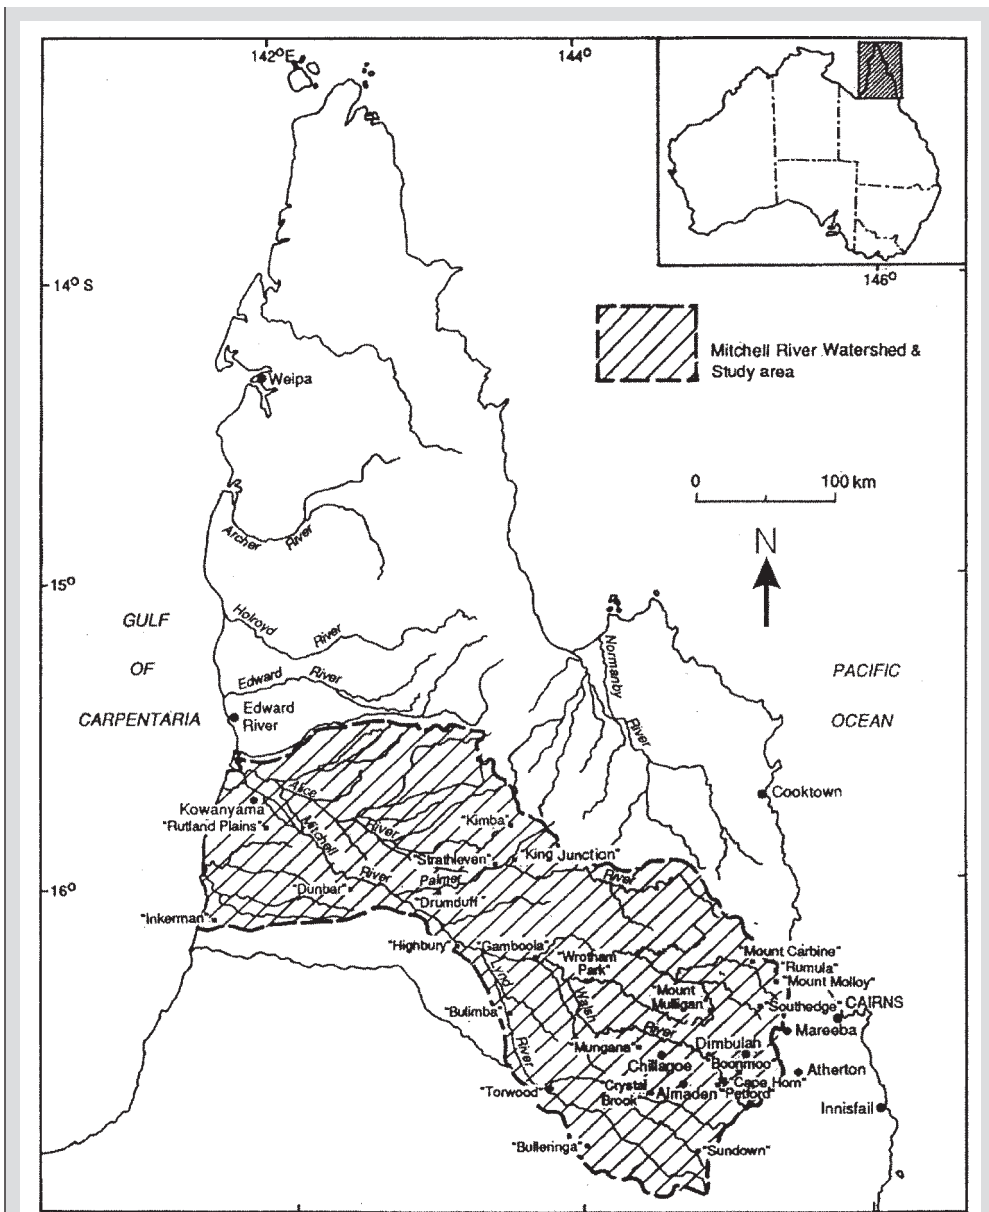 142°E
144°
146°
14° S
Mitchell River Watershed &
Study area
Weipa
0 100 km
Archer River
N
15°
GULF
OF
CARPENTARIA
Holroyd River
Normanby River
PACIFIC
OCEAN
Edward River
Edward
River
Cooktown
Alice River
Kowanyama
"Rutland Plains"
Mitchell River
"Kimba"
"Strathleven"
"King Junction"
16°
"Dunbar"
Palmer River
"Drumduff"
"Inkerman"
"Highbury"
"Gamboola"
"Wrotham
Park"
"Mount Carbine"
"Rumula"
"Mount Molloy"
Mount
Mulligan
Lynd River
Walsh River
"Southedge"
CAIRNS
"Bulimba"
Mareeba
"Mungana"
Dimbulah
Chillagoe
"Boonmoo"
Atherton
"Torwood"
"Crystal
Brook"
Almaden
"Cape Horn"
"Petford"
Innisfail
"Bulleringa"
"Sundown"